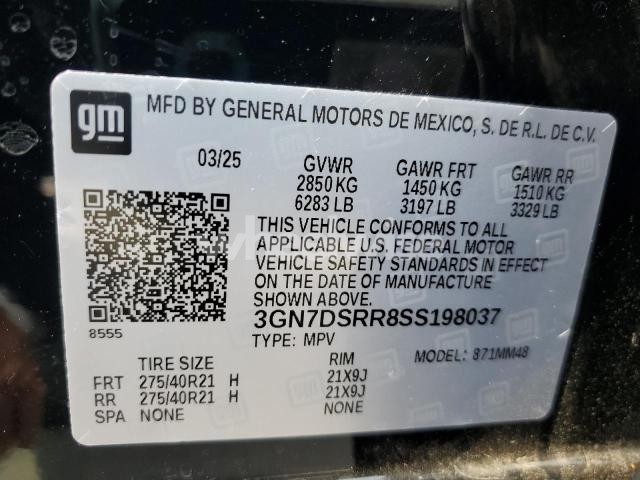 gm
MFD BY GENERAL MOTORS DE MEXICO, S. DE R.L. DE C.V.
03/25 GVWR GAWR FRT GAWR RR
2850 KG 1450 KG 1510 KG
6283 LB 3197 LB 3329 LB
THIS VEHICLE CONFORMS TO ALL
APPLICABLE U.S. FEDERAL MOTOR
VEHICLE SAFETY STANDARDS IN EFFECT
ON THE DATE OF MANUFACTURE
SHOWN ABOVE.
8555
3GN7DSRR8SS198037
TYPE: MPV MODEL: 871MM48
TIRE SIZE RIM
FRT 275/40R21 H 21X9J
RR 275/40R21 H 21X9J
SPA NONE NONE